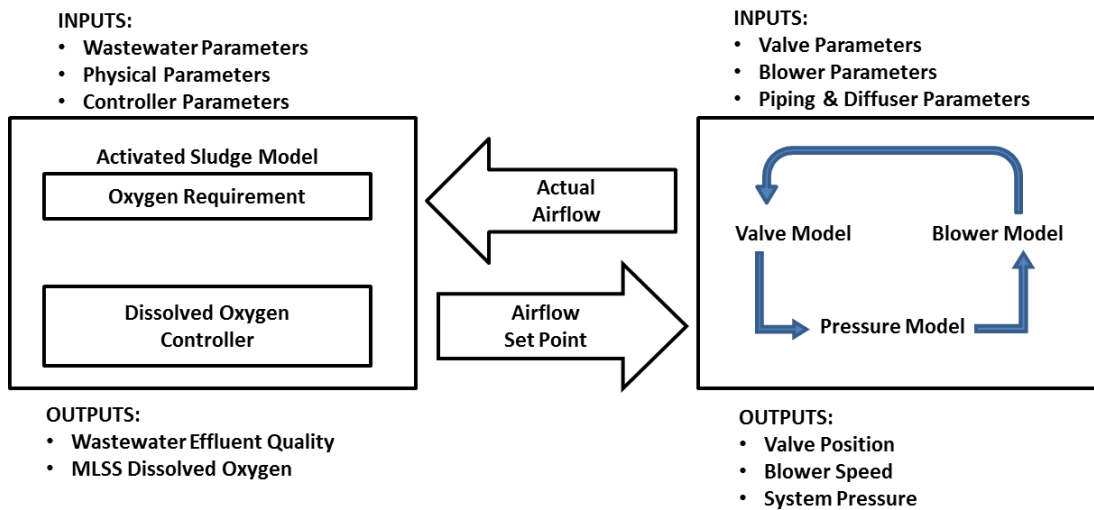 INPUTS:
• Wastewater Parameters
• Physical Parameters
• Controller Parameters
Activated Sludge Model
Oxygen Requirement
Dissolved Oxygen
Controller
OUTPUTS:
• Wastewater Effluent Quality
• MLSS Dissolved Oxygen
Actual
Airflow
Airflow
Set Point
INPUTS:
• Valve Parameters
• Blower Parameters
• Piping & Diffuser Parameters
Valve Model
Blower Model
Pressure Model
OUTPUTS:
• Valve Position
• Blower Speed
• System Pressure